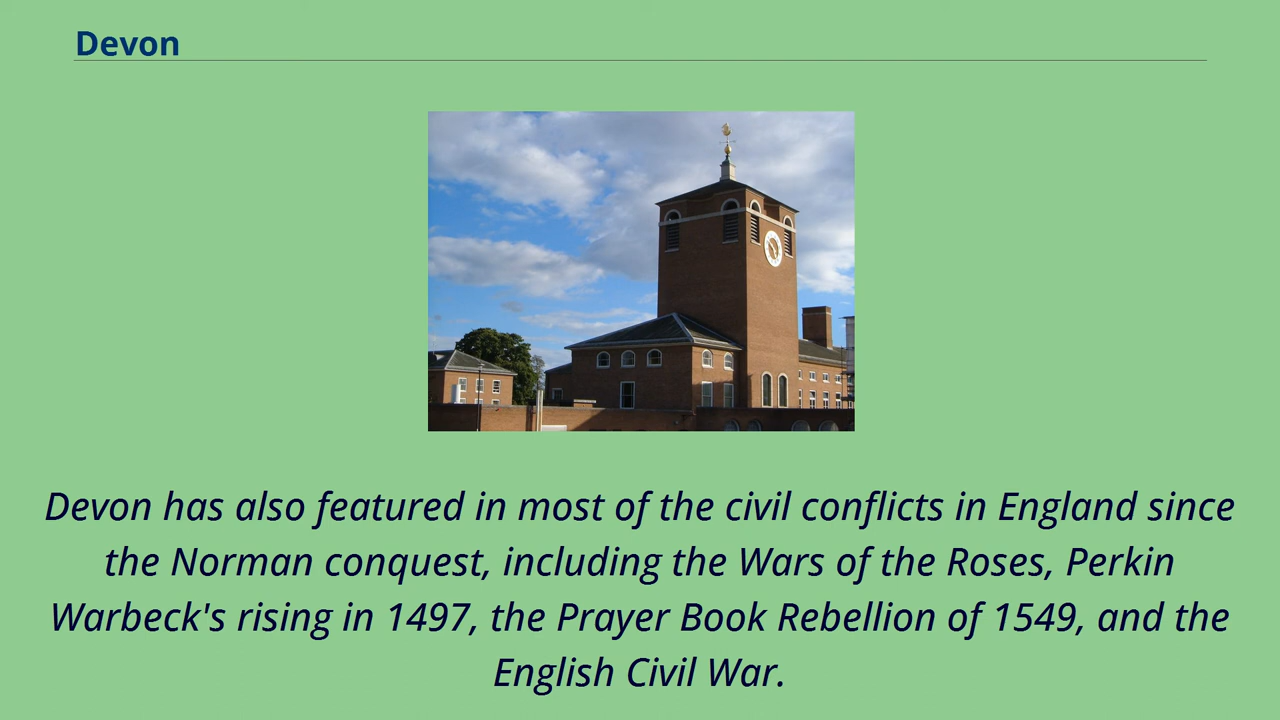 Devon
Devon has also featured in most of the civil conflicts in England since
the Norman conquest, including the Wars of the Roses, Perkin
Warbeck's rising in 1497, the Prayer Book Rebellion of 1549, and the
English Civil War.